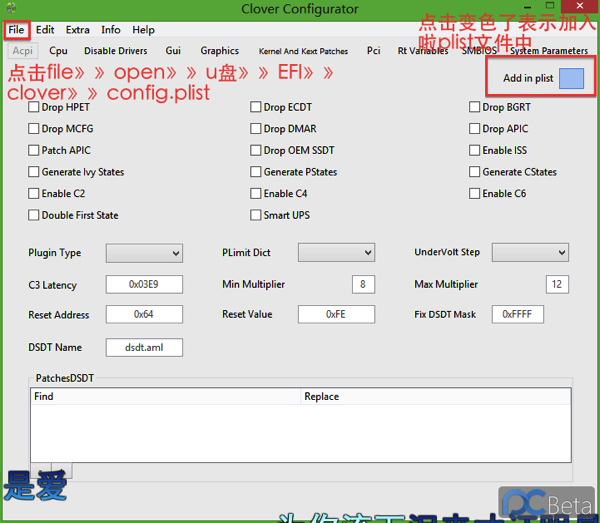 Clover Configurator
File Edit Extra Info Help
点击变色了表示加入
啦plist文件中
Acpi Cpu Disable Drivers Gui Graphics Kernel And Kext Patches Pci Rt Variables SMBIOS System Parameters
点击file》》open》》u盘》》EFI》》
clover》》config.plist
Add in plist
Drop HPET Drop ECDT Drop BGRT
Drop MCFG Drop DMAR Drop APIC
Patch APIC Drop OEM SSDT Enable ISS
Generate Ivy States Generate PStates Generate CStates
Enable C2 Enable C4 Enable C6
Double First State Smart UPS
Plugin Type PLimit Dict UnderVolt Step
C3 Latency 0x03E9 Min Multiplier 8 Max Multiplier 12
Reset Address 0x64 Reset Value 0xFE Fix DSDT Mask 0xFFFF
DSDT Name dsdt.aml
PatchesDSDT
Find Replace
是爱
PCBeta